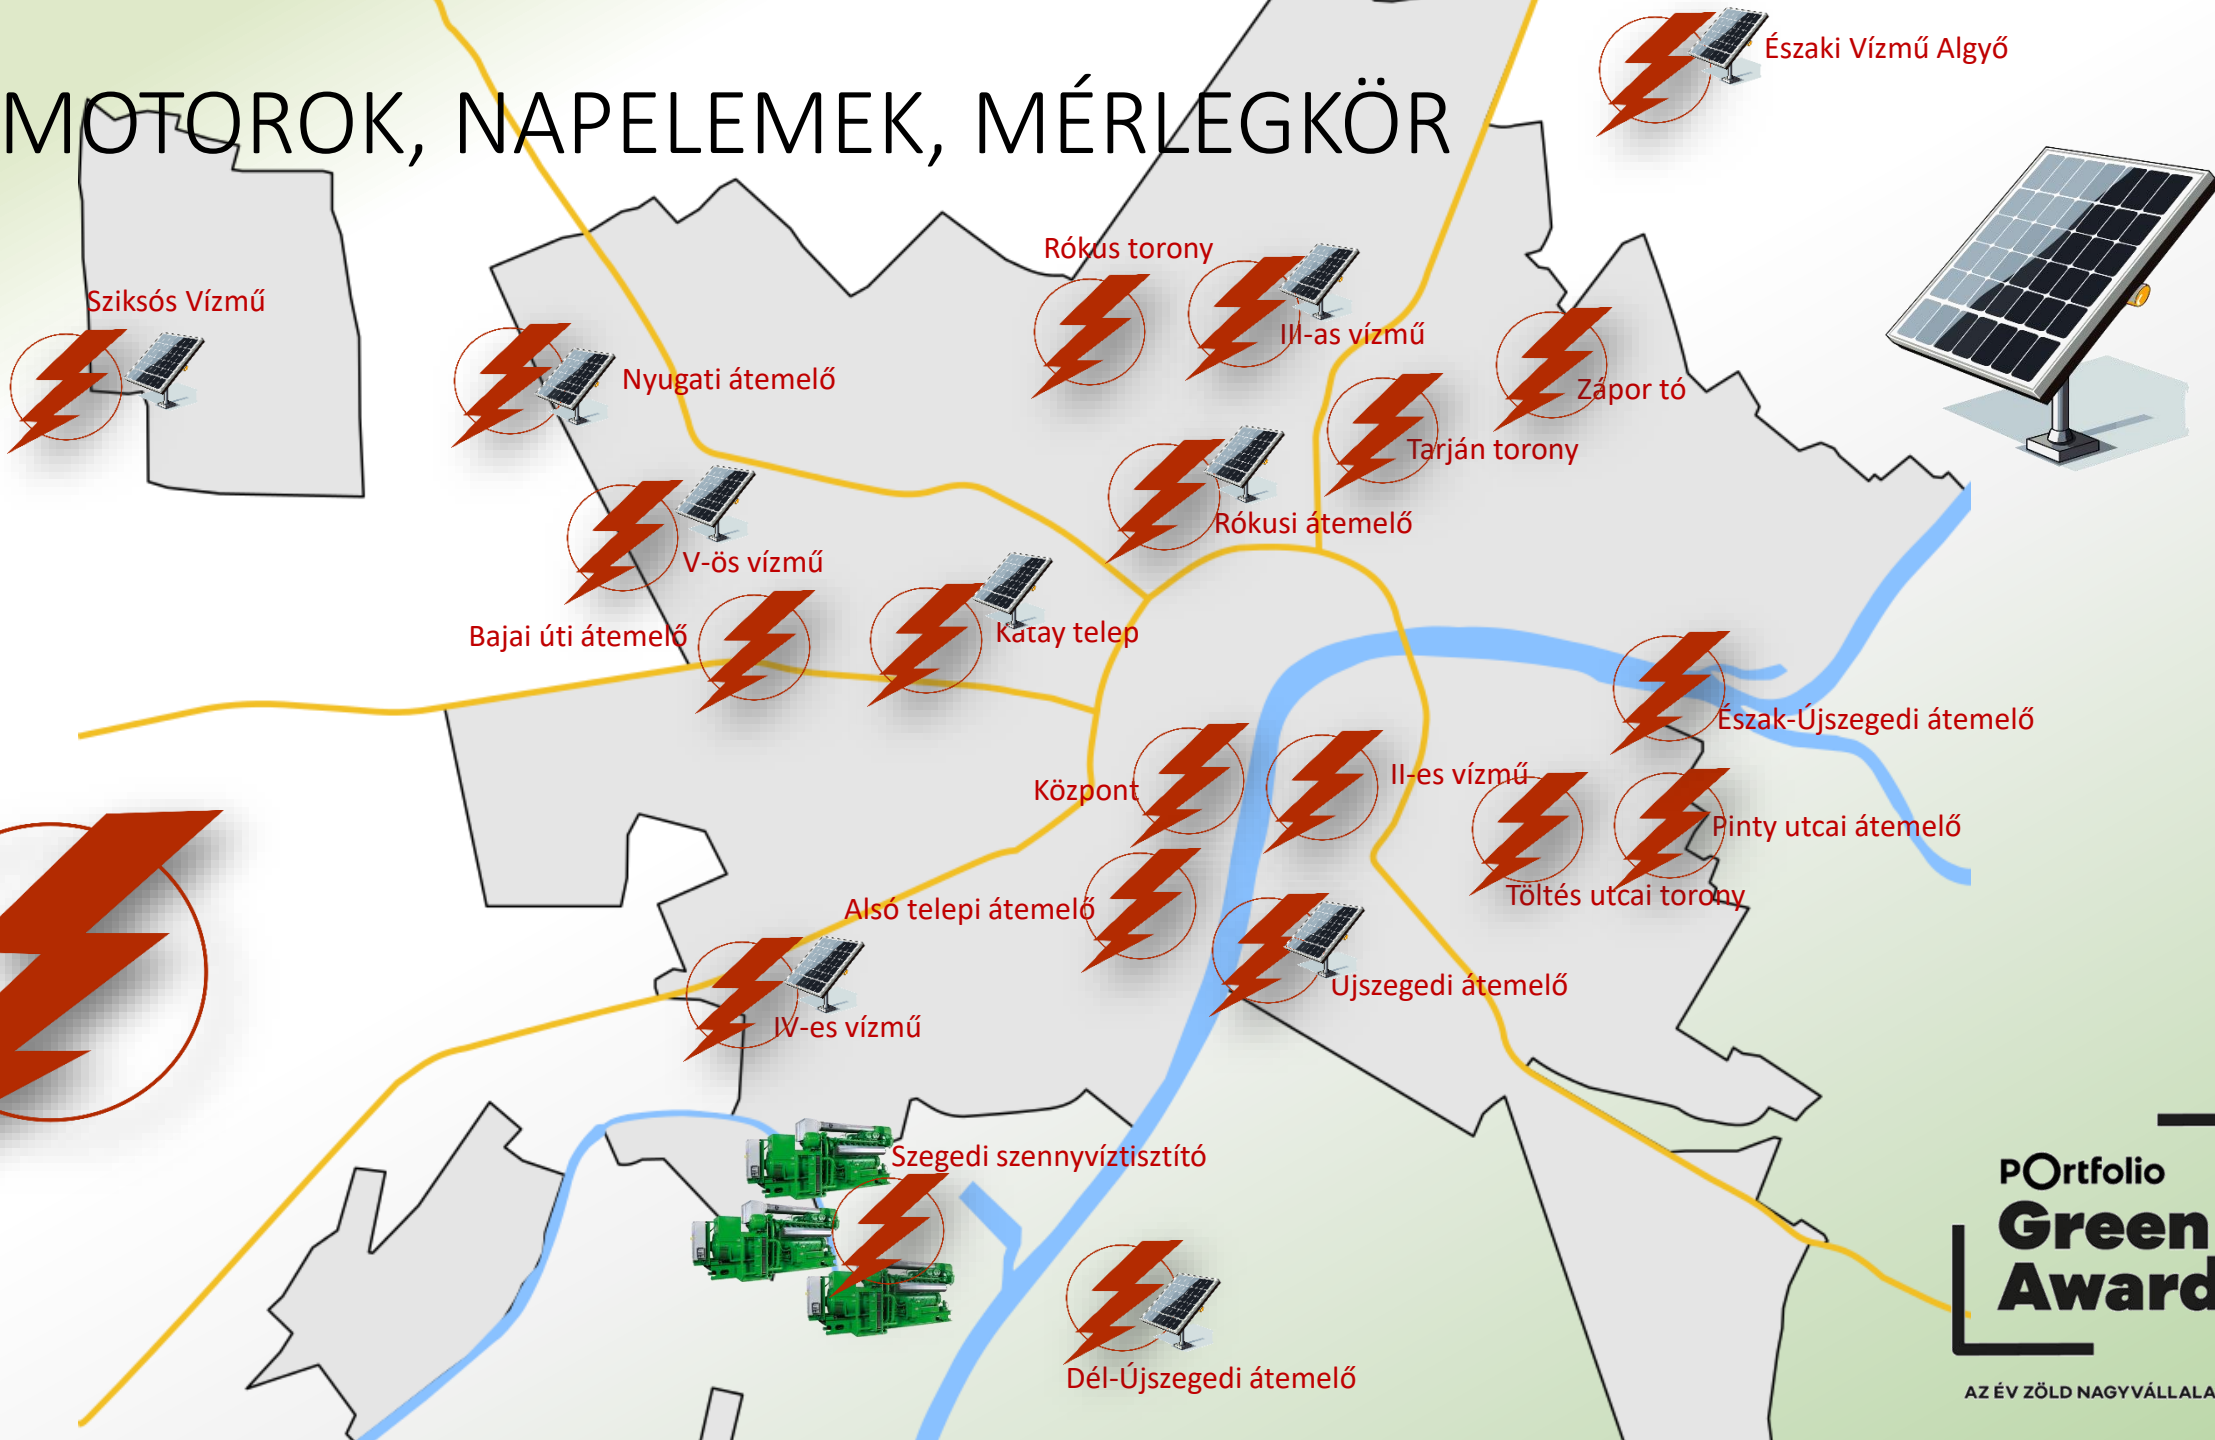 Északi Vízmű Algyő
MOTOROK, NAPELEMEK, MÉRLEGKÖR
Rókus torony
Sziksós Vízmű
III-as vízmű
Nyugati átemelő
Zápor tó
Tarján torony
Rókusi átemelő
V-ös vízmű
Bajai úti átemelő
Kátay telep
Észak-Újszegedi átemelő
II-es vízmű
Központ
Pinty utcai átemelő
Töltés utcai torony
Alsó telepi átemelő
Újszegedi átemelő
IV-es vízmű
Szegedi szennyvíztisztító
POrtfolio
Green
Award
Dél-Újszegedi átemelő
AZ ÉV ZÖLD NAGYVÁLLALA